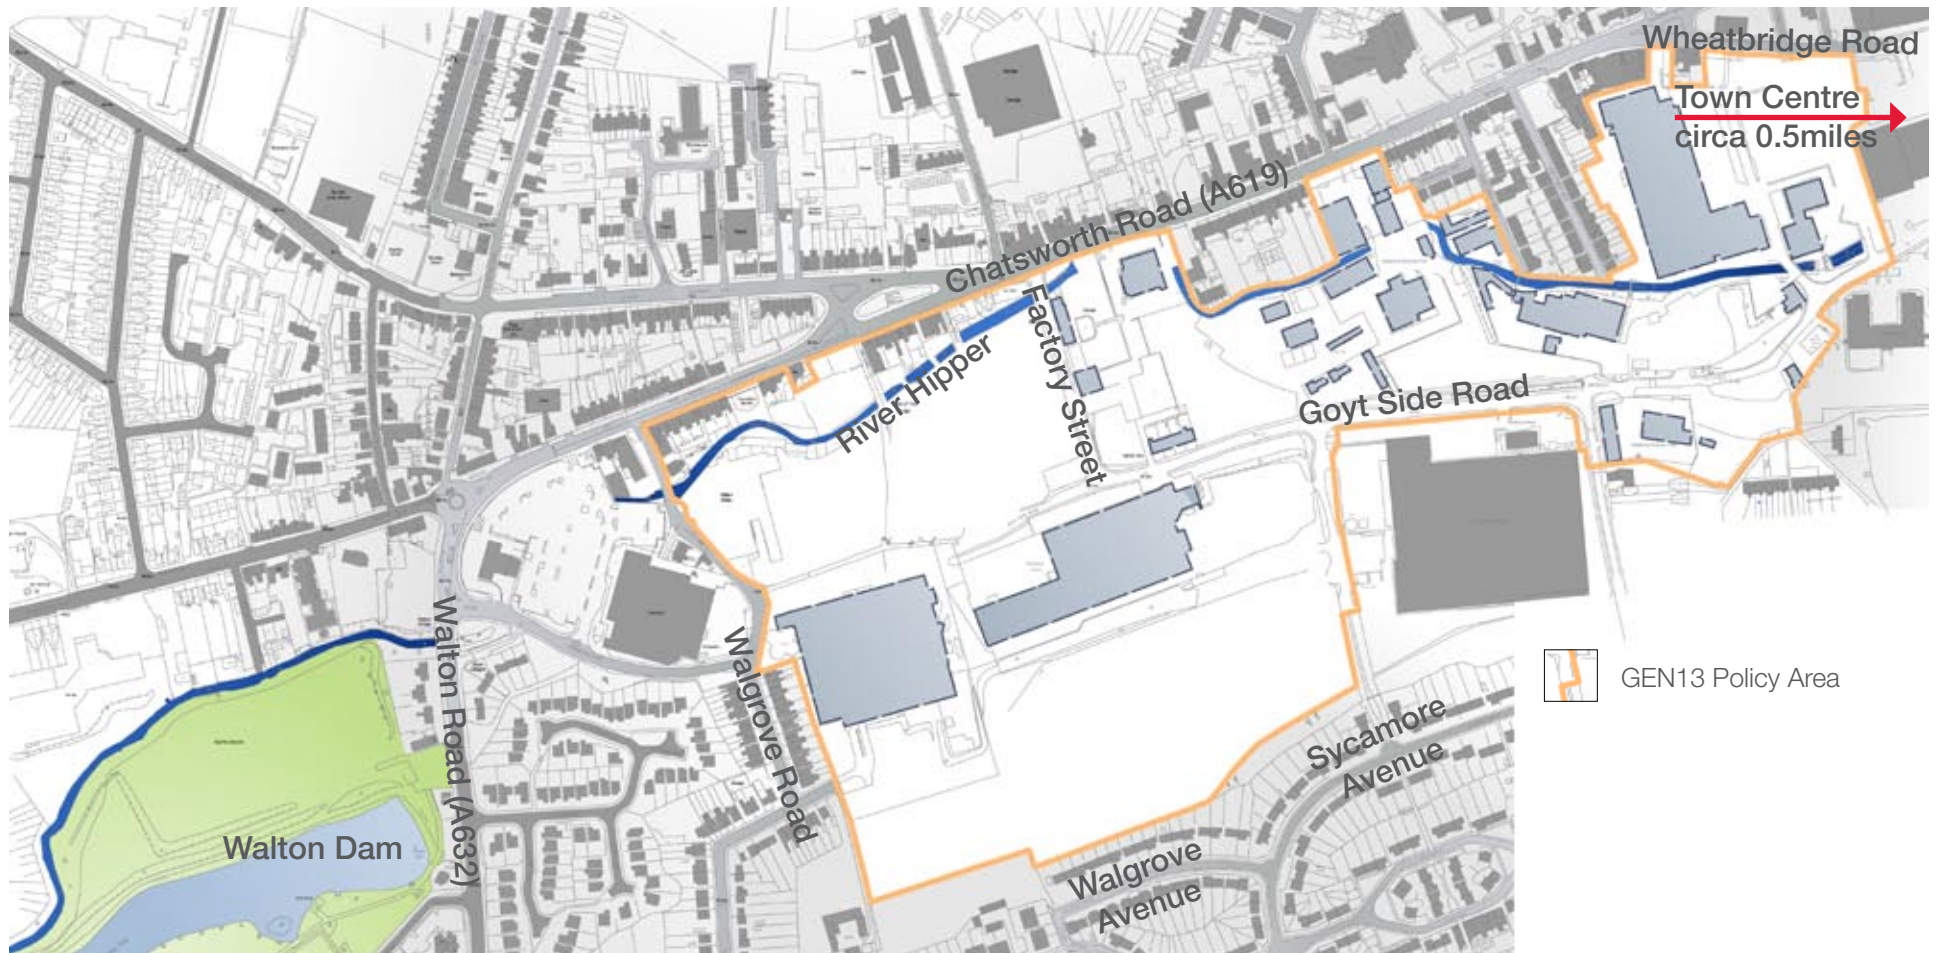 Wheatbridge Road
Town Centre
circa 0.5miles
Chatsworth Road (A619)
River Hipper
Factory Street
Goyt Side Road
Walton Road (A632)
Walgrove Road
GEN13 Policy Area
Sycamore
Avenue
Walton Dam
Walgrove
Avenue